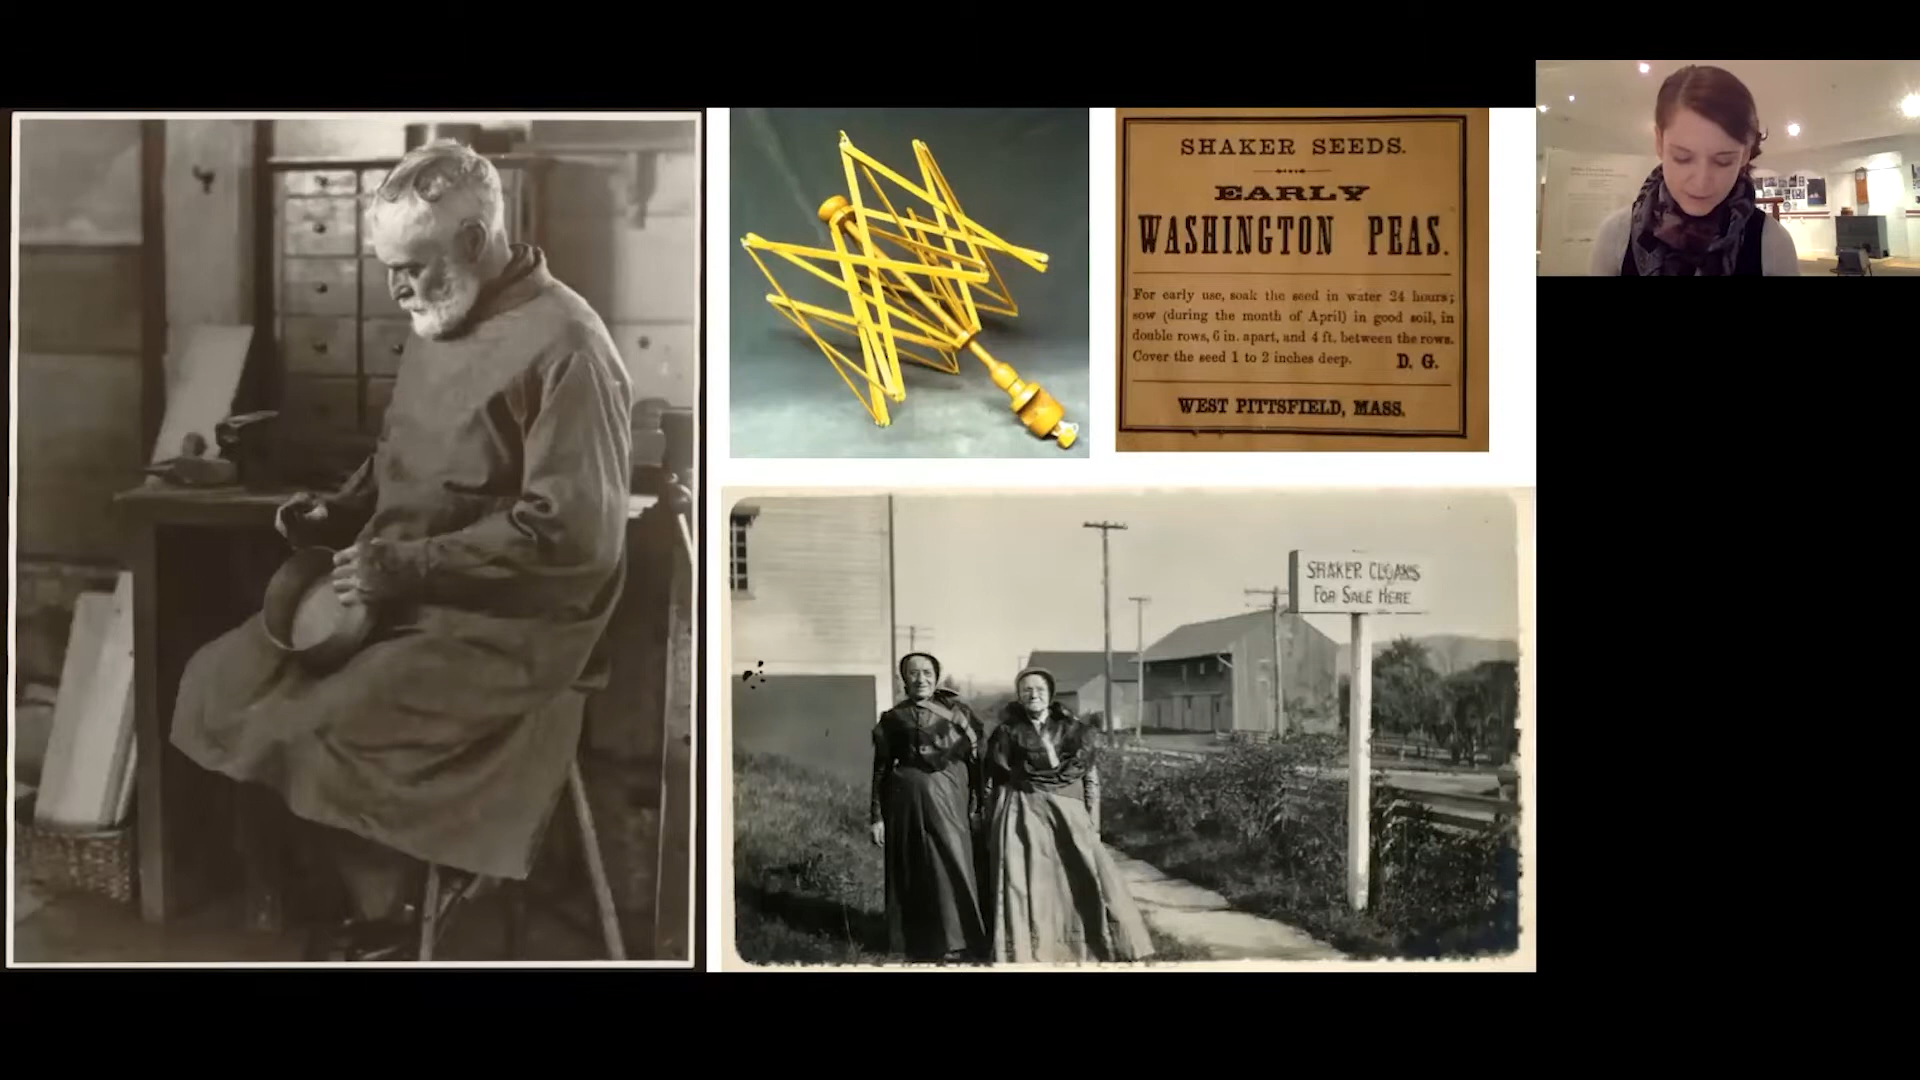 SHAKER SEEDS.
EARLY
WASHINGTON PEAS.
For early use, soak the seed in water 24 hours;
sow (during the month of April) in good soil, in
double rows, 6 in. apart, and 4 ft. between the rows.
Cover the seed 1 to 2 inches deep. D. G.
WEST PITTSFIELD, MASS.
SHAKER CLOAKS
FOR SALE HERE